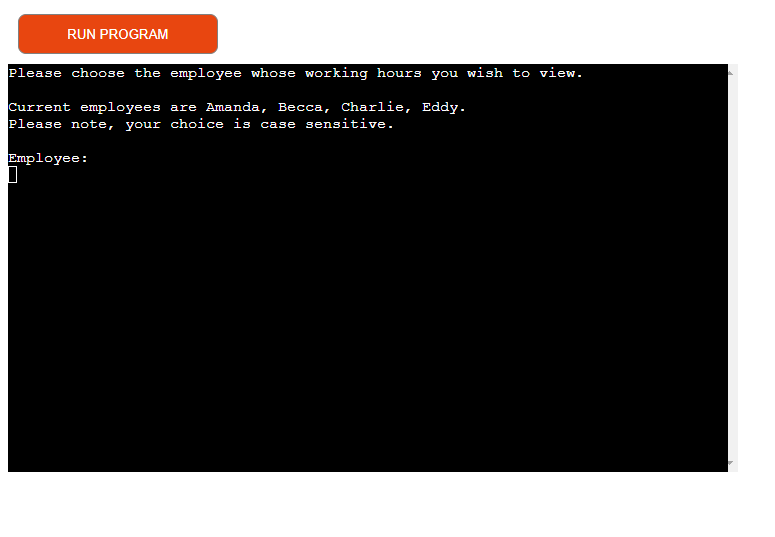 RUN PROGRAM
Please choose the employee whose working hours you wish to view.
Current employees are Amanda, Becca, Charlie, Eddy.
Please note, your choice is case sensitive.
Employee: